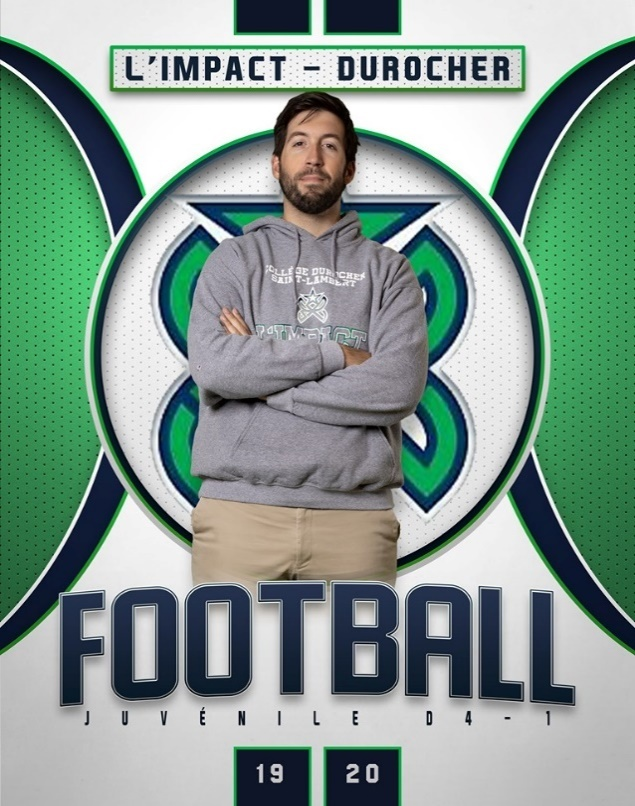 L'IMPACT – DUROCHER
COLLÈGE DUROCHER
SAINT-LAMBERT
L'IMPACT
FOOTBALL
JUVÉNILE D4-1
19 20